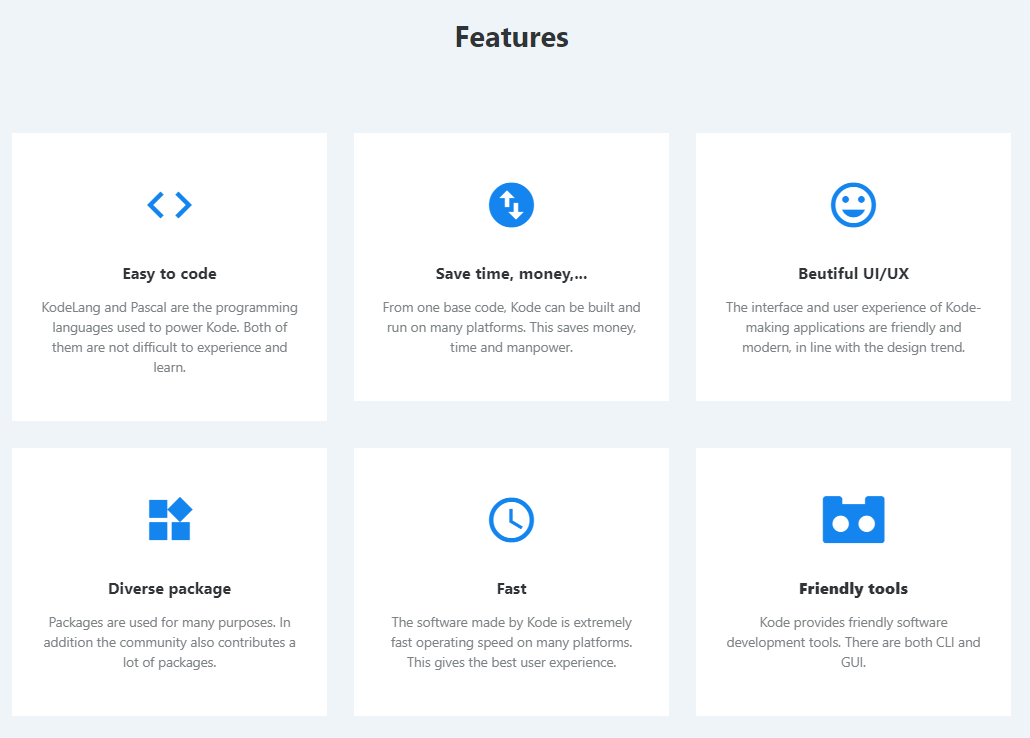 Features
Easy to code
KodeLang and Pascal are the programming
languages used to power Kode. Both of
them are not difficult to experience and
learn.
Save time, money,...
From one base code, Kode can be built and
run on many platforms. This saves money,
time and manpower.
Beutiful UI/UX
The interface and user experience of Kode-
making applications are friendly and
modern, in line with the design trend.
Diverse package
Packages are used for many purposes. In
addition the community also contributes a
lot of packages.
Fast
The software made by Kode is extremely
fast operating speed on many platforms.
This gives the best user experience.
Friendly tools
Kode provides friendly software
development tools. There are both CLI and
GUI.